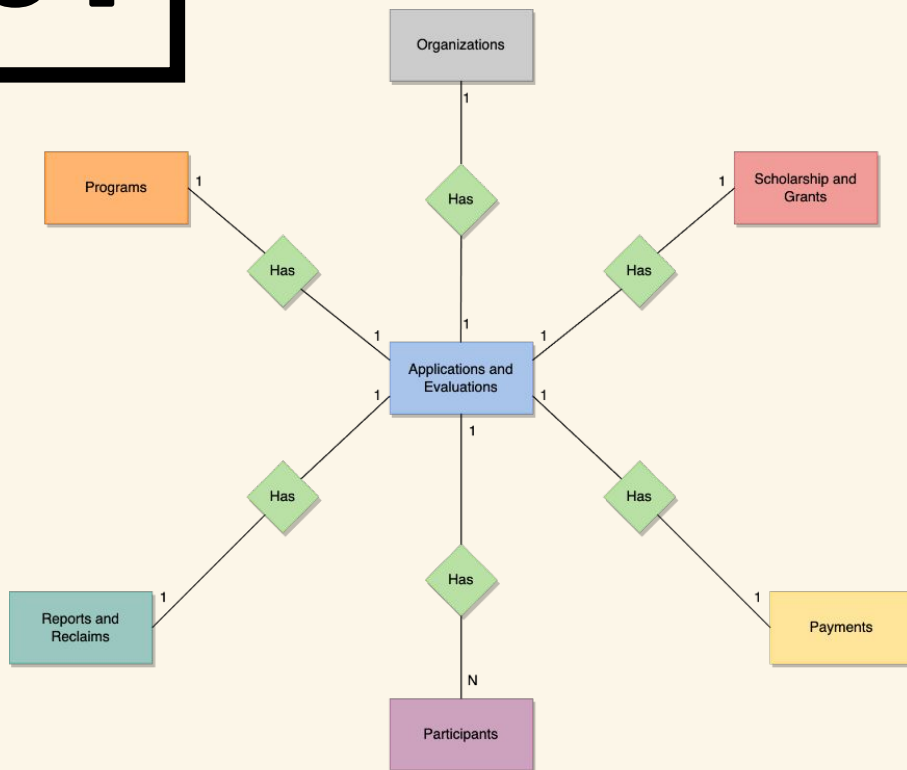 Organizations
1
Programs
1
Has
1
Scholarship and
Grants
Has
Has
1
1
1
Applications and
Evaluations
1
1
1
Has
Has
Has
1
Reports and
Reclaims
1
Payments
N
Participants